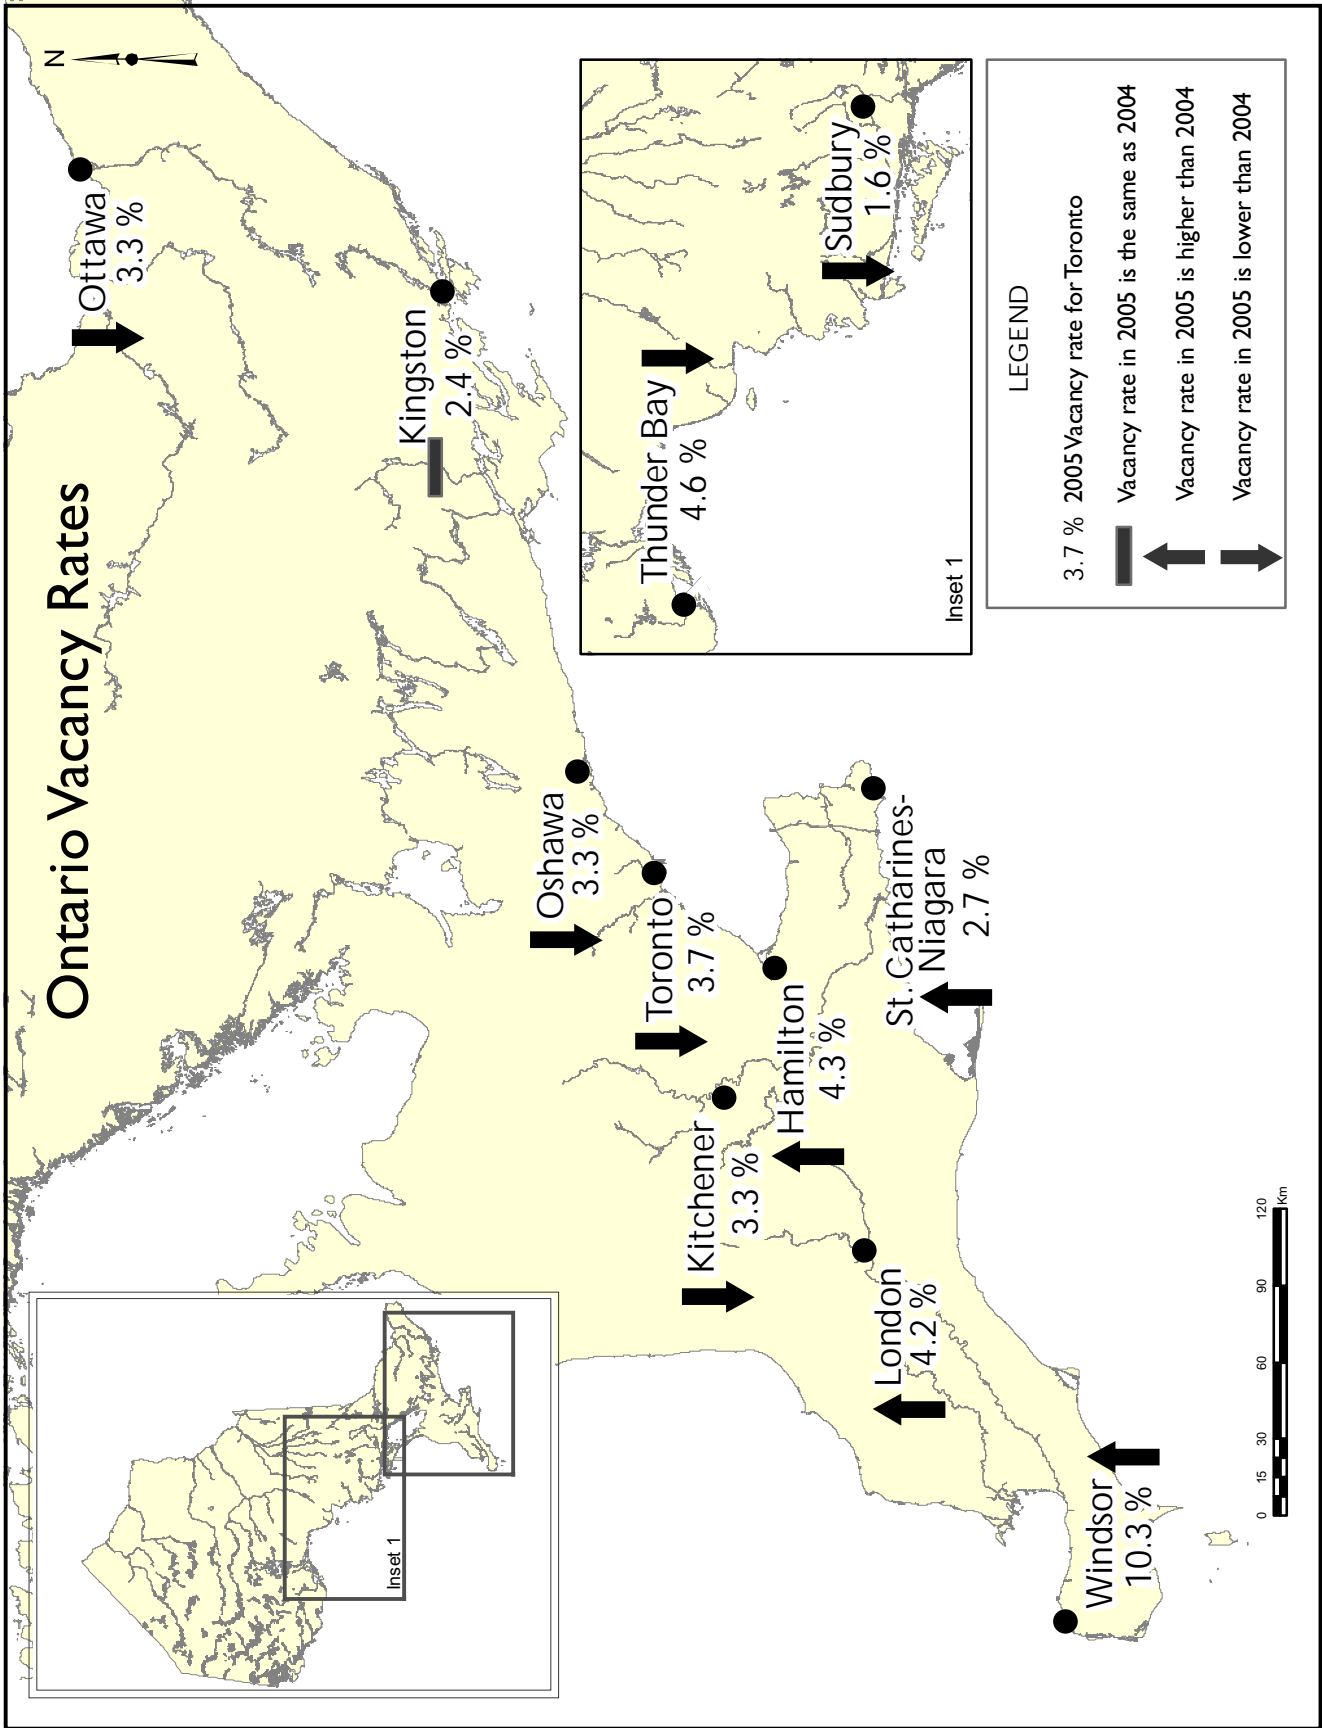 Ontario Vacancy Rates
N
Ottawa
3.3 %
Kingston
2.4 %
Oshawa
3.3 %
Toronto
3.7 %
Hamilton
4.3 %
St. Catharines-
Niagara
2.7 %
Kitchener
3.3 %
London
4.2 %
Windsor
10.3 %
Inset 1
Thunder Bay
4.6 %
Sudbury
1.6 %
Inset 1
LEGEND
3.7 % 2005 Vacancy rate for Toronto
Vacancy rate in 2005 is the same as 2004
Vacancy rate in 2005 is higher than 2004
Vacancy rate in 2005 is lower than 2004
0 15 30 60 90 120
Km